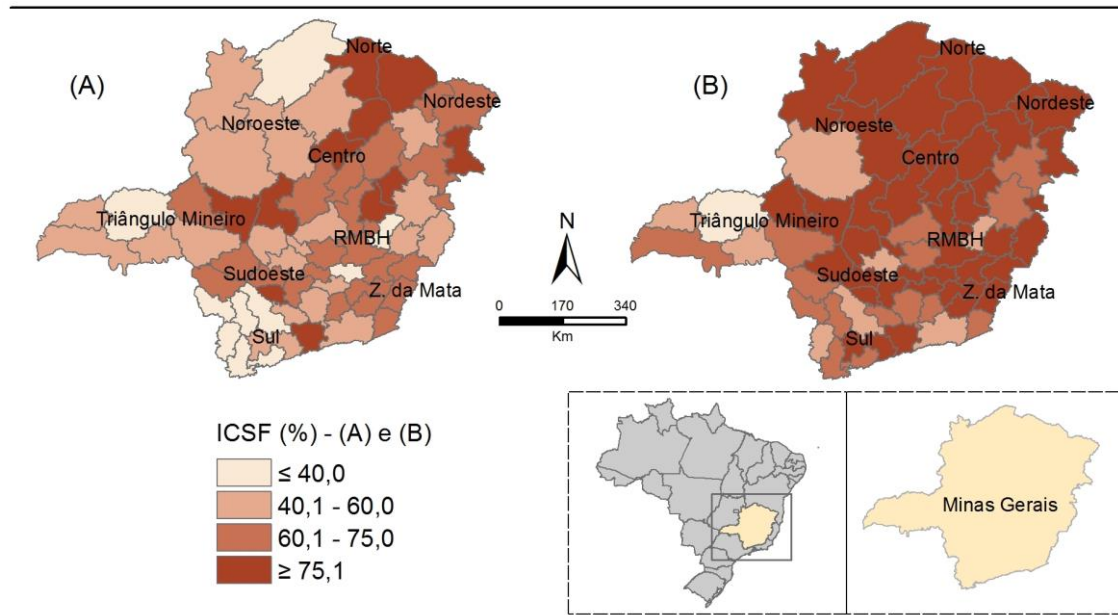 (A)
Norte
Nordeste
Noroeste
Centro
Triângulo Mineiro
RMBH
Sudoeste
Z. da Mata
Sul
N
0 170 340
Km
(B)
Norte
Nordeste
Noroeste
Centro
Triângulo Mineiro
RMBH
Sudoeste
Z. da Mata
Sul
ICSF (%) - (A) e (B)
≤ 40,0
40,1 - 60,0
60,1 - 75,0
≥ 75,1
Minas Gerais